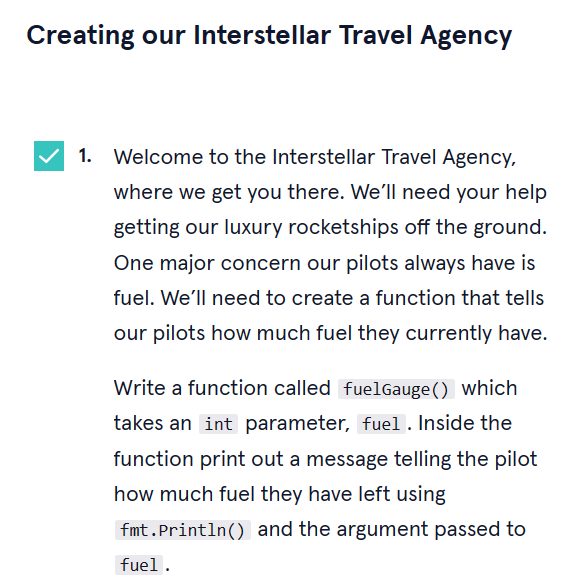 Creating our Interstellar Travel Agency
1. Welcome to the Interstellar Travel Agency,
where we get you there. We’ll need your help
getting our luxury rocketships off the ground.
One major concern our pilots always have is
fuel. We’ll need to create a function that tells
our pilots how much fuel they currently have.
Write a function called fuelGauge() which
takes an int parameter, fuel. Inside the
function print out a message telling the pilot
how much fuel they have left using
fmt.Println() and the argument passed to
fuel.